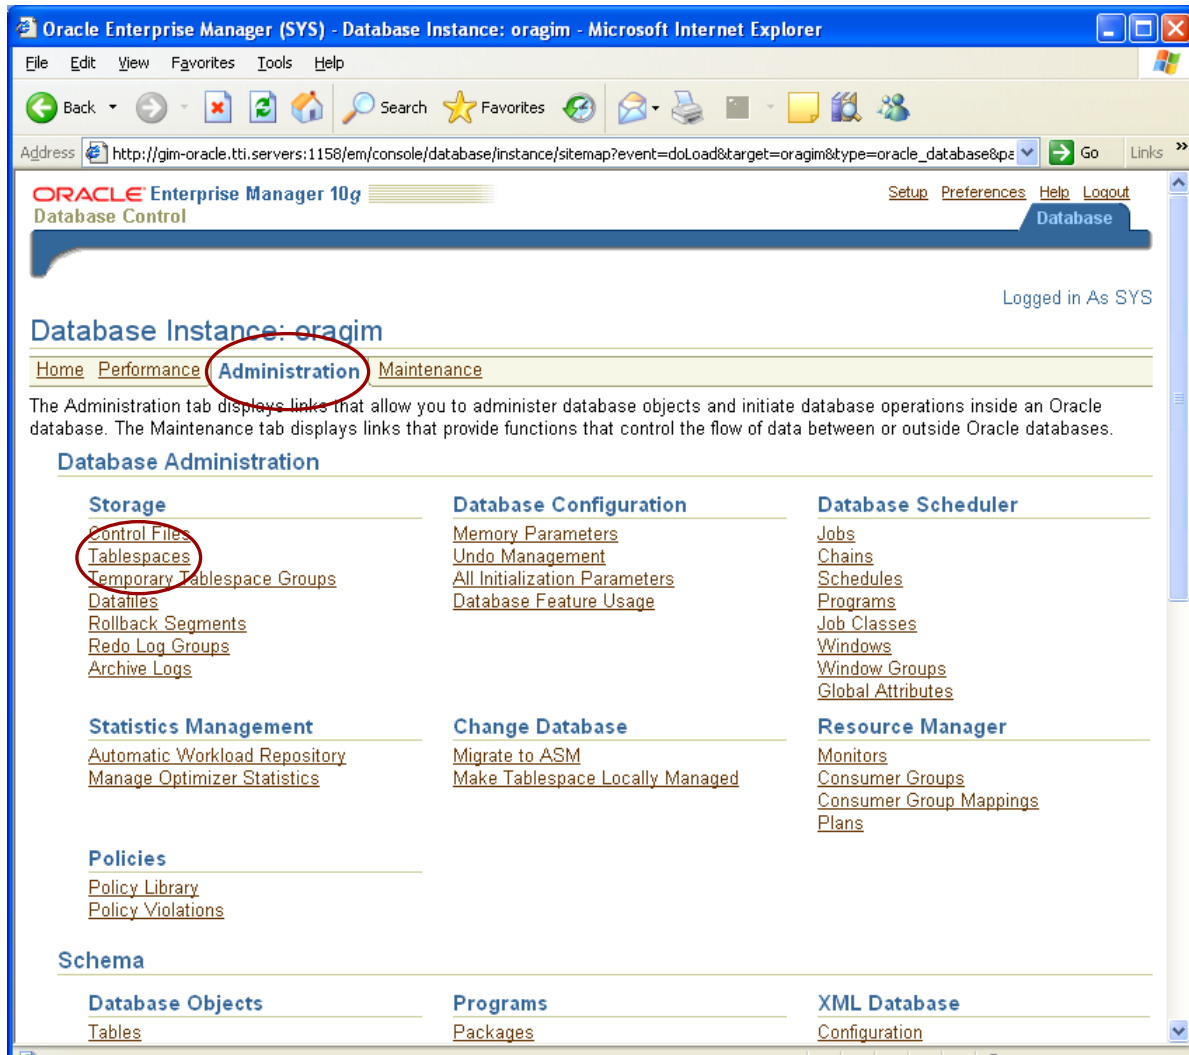 Oracle Enterprise Manager (SYS) - Database Instance: oragim - Microsoft Internet Explorer
File Edit View Favorites Tools Help
Back Search Favorites
Address http://gim-oracle.tti.servers:1158/em/console/database/instance/sitemap?event=doLoad&target=oragim&type=oracle_database&pa Go Links »
ORACLE Enterprise Manager 10g
Database Control
Setup Preferences Help Logout
Database
Logged in As SYS
Database Instance: oragim
Home Performance Administration Maintenance
The Administration tab displays links that allow you to administer database objects and initiate database operations inside an Oracle
database. The Maintenance tab displays links that provide functions that control the flow of data between or outside Oracle databases.
Database Administration
Storage
Control Files
Tablespaces
Temporary Tablespace Groups
Datafiles
Rollback Segments
Redo Log Groups
Archive Logs
Database Configuration
Memory Parameters
Undo Management
All Initialization Parameters
Database Feature Usage
Database Scheduler
Jobs
Chains
Schedules
Programs
Job Classes
Windows
Window Groups
Global Attributes
Statistics Management
Automatic Workload Repository
Manage Optimizer Statistics
Change Database
Migrate to ASM
Make Tablespace Locally Managed
Resource Manager
Monitors
Consumer Groups
Consumer Group Mappings
Plans
Policies
Policy Library
Policy Violations
Schema
Database Objects
Tables
Programs
Packages
XML Database
Configuration